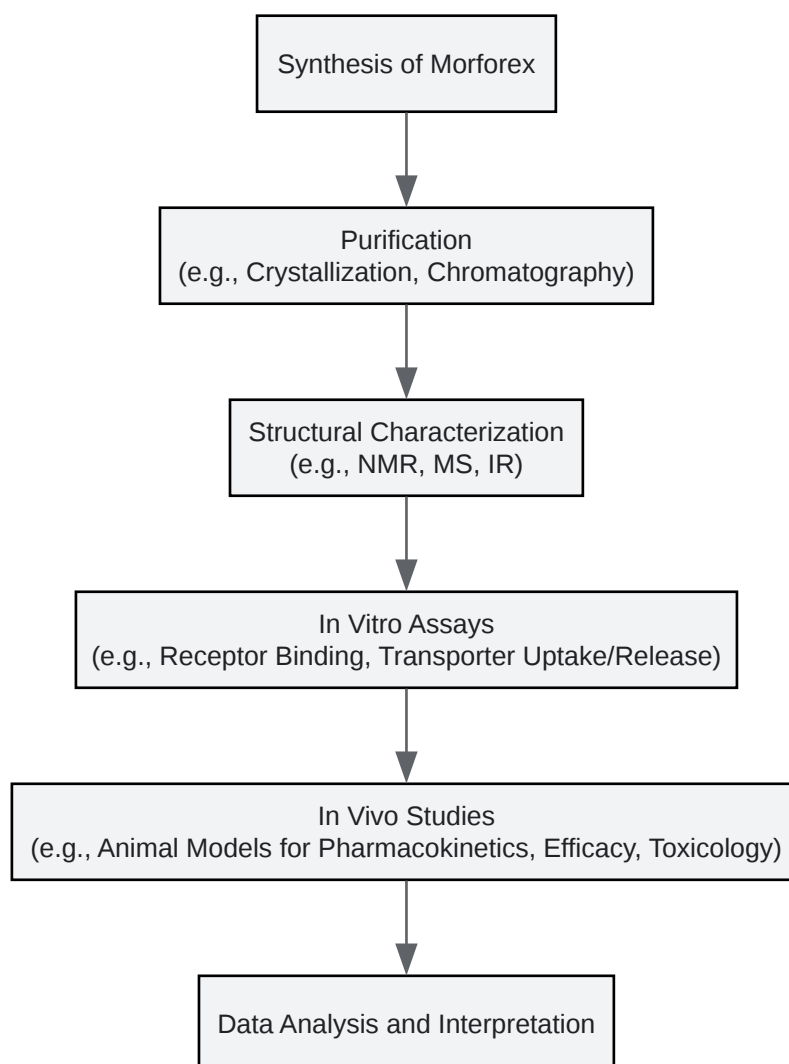 Synthesis of Morforex
Purification
(e.g., Crystallization, Chromatography)
Structural Characterization
(e.g., NMR, MS, IR)
In Vitro Assays
(e.g., Receptor Binding, Transporter Uptake/Release)
In Vivo Studies
(e.g., Animal Models for Pharmacokinetics, Efficacy, Toxicology)
Data Analysis and Interpretation